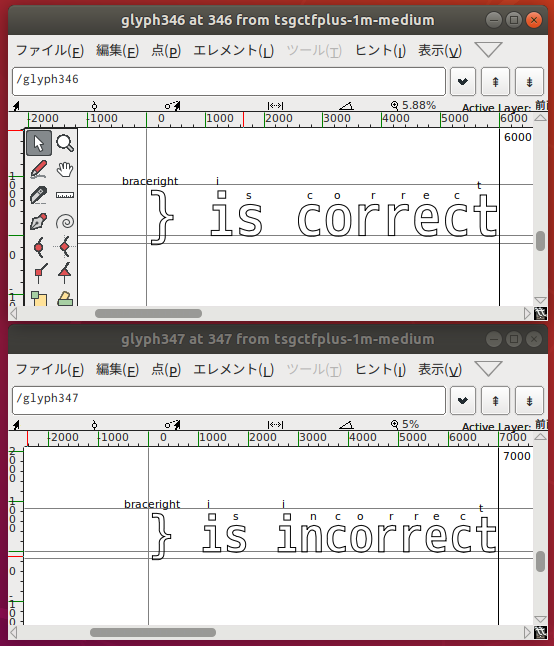 glyph346 at 346 from tsgctfplus-1m-medium
ファイル(F) 編集(E) 点(P) エレメント(L) ツール(T) ヒント(I) 表示(V)
/glyph346
5.88% Active Layer: 前
-2000 -1000 0 1000 2000 3000 4000 5000 6000
6000
braceright i s c o r r e c t
} is correct
glyph347 at 347 from tsgctfplus-1m-medium
ファイル(F) 編集(E) 点(P) エレメント(L) ツール(T) ヒント(I) 表示(V)
/glyph347
5% Active Layer: 前
-2000 -1000 0 1000 2000 3000 4000 5000 6000 7000
7000
braceright i s i n c o r r e c t
} is incorrect